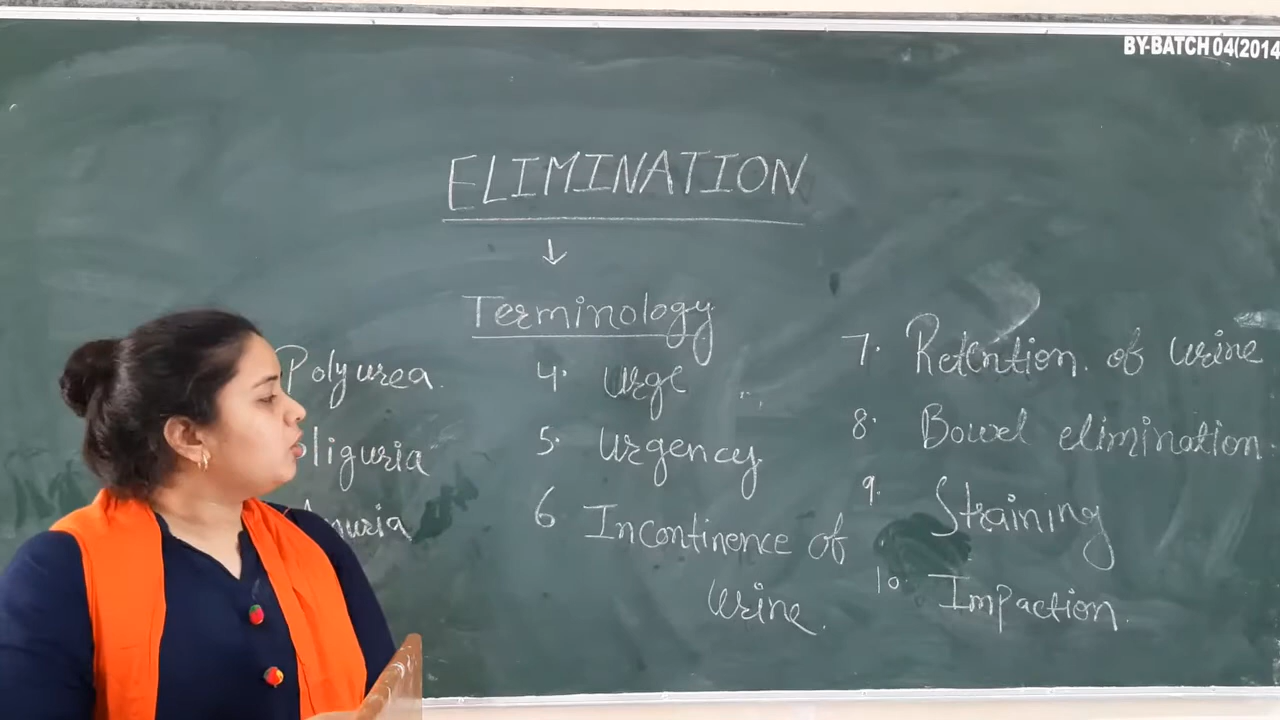 BY-BATCH 04(2014
ELIMINATION
↓
Terminology
Polyurea.
liguria
nuria
4. Urge
5. Urgency
6 Incontinence of
Urine.
7. Retention. of Urine
8. Bowel elimination.
9. Straining
10. Impaction.